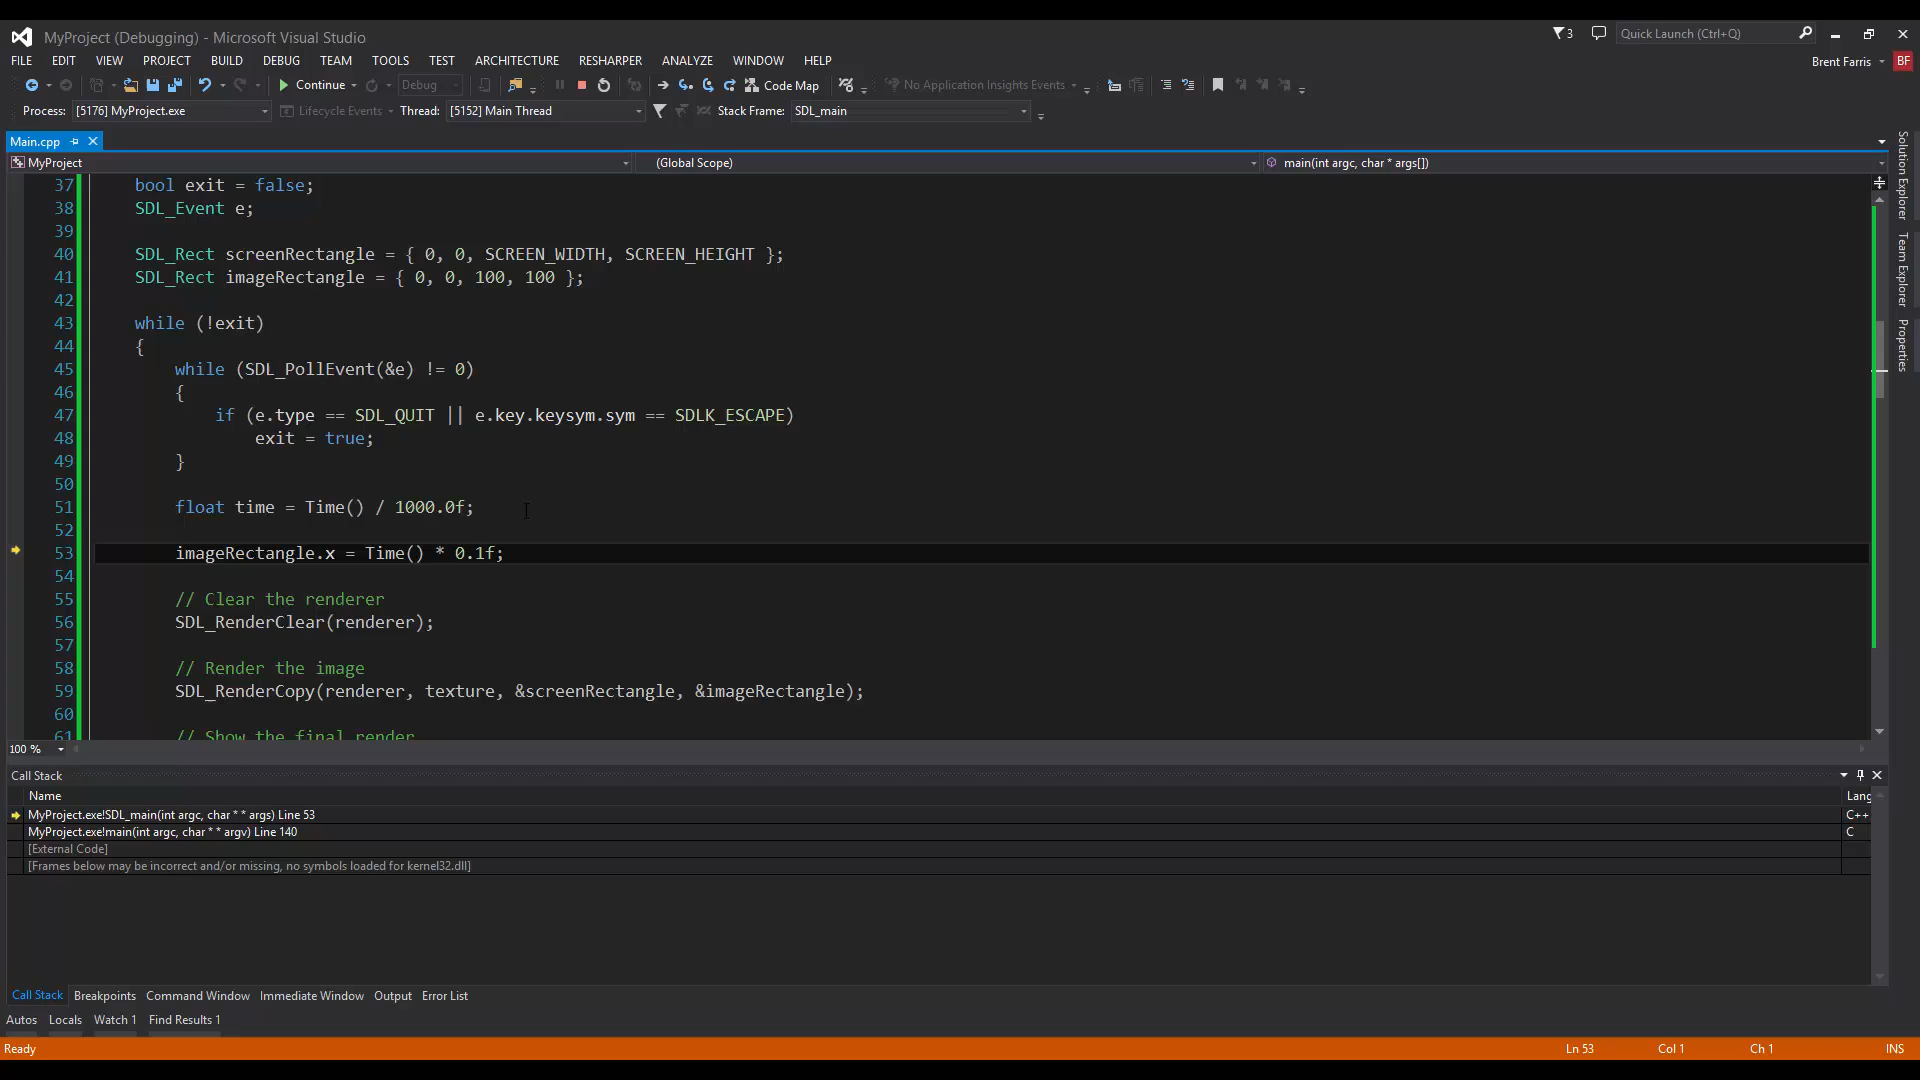 MyProject (Debugging) - Microsoft Visual Studio
3
Quick Launch (Ctrl+Q)
FILE EDIT VIEW PROJECT BUILD DEBUG TEAM TOOLS TEST ARCHITECTURE RESHARPER ANALYZE WINDOW HELP
Brent Farris BF
Continue Debug Code Map No Application Insights Events
Process: [5176] MyProject.exe Lifecycle Events Thread: [5152] Main Thread Stack Frame: SDL_main
Main.cpp
MyProject (Global Scope) main(int argc, char * args[])
37 bool exit = false;
38 SDL_Event e;
39
40 SDL_Rect screenRectangle = { 0, 0, SCREEN_WIDTH, SCREEN_HEIGHT };
41 SDL_Rect imageRectangle = { 0, 0, 100, 100 };
42
43 while (!exit)
44 {
45 while (SDL_PollEvent(&e) != 0)
46 {
47 if (e.type == SDL_QUIT || e.key.keysym.sym == SDLK_ESCAPE)
48 exit = true;
49 }
50
51 float time = Time() / 1000.0f;
52
53 imageRectangle.x = Time() * 0.1f;
54
55 // Clear the renderer
56 SDL_RenderClear(renderer);
57
58 // Render the image
59 SDL_RenderCopy(renderer, texture, &screenRectangle, &imageRectangle);
60
61 // Show the final render
100 %
Solution Explorer
Team Explorer
Properties
Call Stack
Name Lang
MyProject.exe!SDL_main(int argc, char * * args) Line 53 C++
MyProject.exe!main(int argc, char * * argv) Line 140 C
[External Code]
[Frames below may be incorrect and/or missing, no symbols loaded for kernel32.dll]
Call Stack Breakpoints Command Window Immediate Window Output Error List
Autos Locals Watch 1 Find Results 1
Ready Ln 53 Col 1 Ch 1 INS